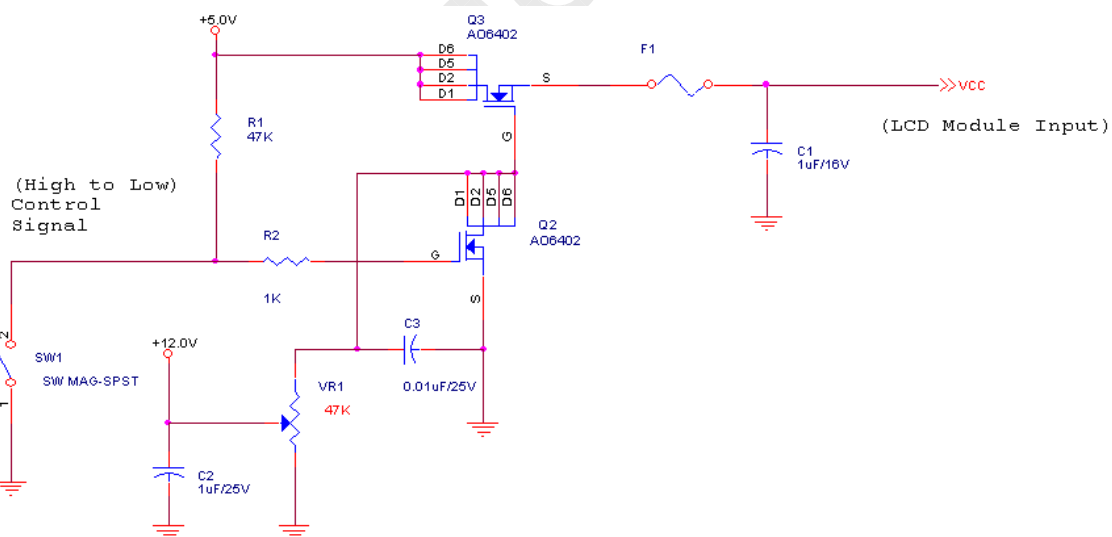 +5.0V
Q3
AO6402
D6
D5
D2
D1
S
G
F1
VCC
(LCD Module Input)
R1
47K
C1
1uF/16V
(High to Low)
Control
Signal
D1
D2
D5
D6
Q2
AO6402
R2
G
1K
S
C3
2
+12.0V
SW1
SW MAG-SPST
0.01uF/25V
VR1
47K
1
C2
1uF/25V